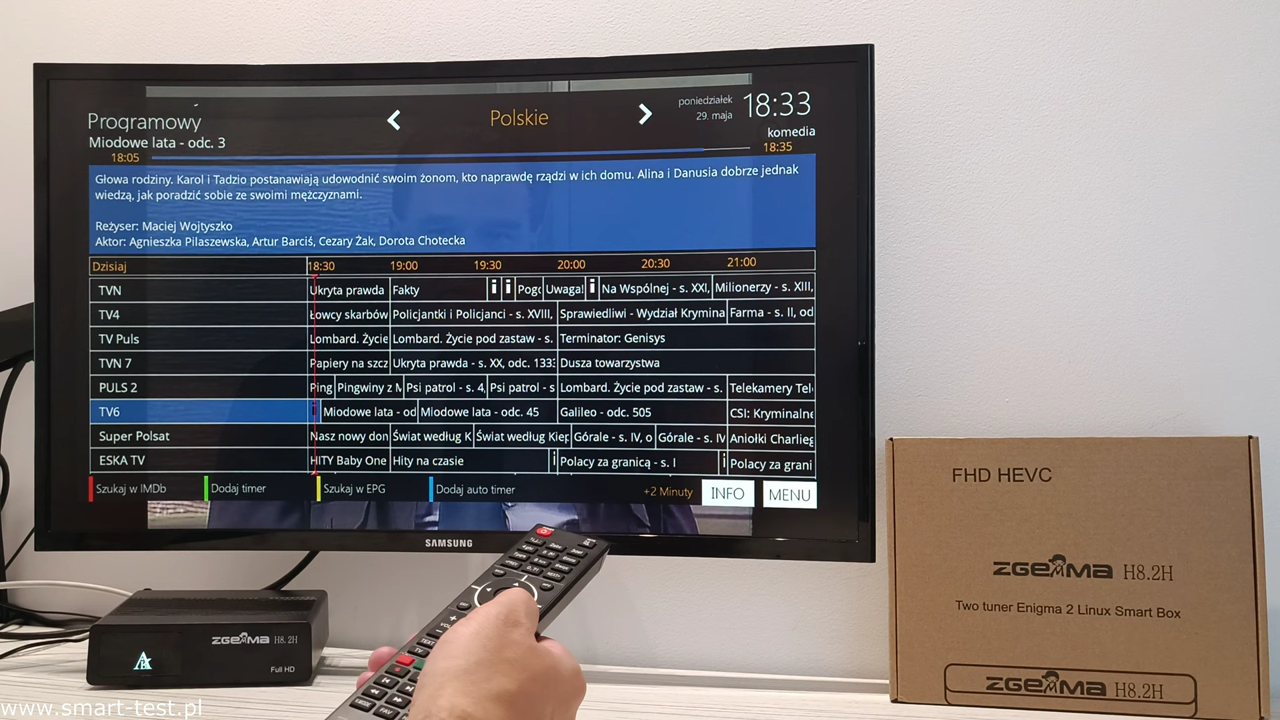 Programowy
Polskie
poniedziałek
29. maja
18:33
Miodowe lata - odc. 3
komedia
18:05
18:35
Głowa rodziny. Karol i Tadzio postanawiają udowodnić swoim żonom, kto naprawdę rządzi w ich domu. Alina i Danusia dobrze jednak
wiedzą, jak poradzić sobie ze swoimi mężczyznami.
Reżyser: Maciej Wojtyszko
Aktor: Agnieszka Pilaszewska, Artur Barciś, Cezary Żak, Dorota Chotecka
Dzisiaj 18:30 19:00 19:30 20:00 20:30 21:00
TVN Ukryta prawda Fakty i i Pogo Uwaga! i Na Wspólnej - s. XXI, Milionerzy - s. XIII,
TV4 Łowcy skarbów Policjantki i Policjanci - s. XVIII, Sprawiedliwi - Wydział Krymina Farma - s. II, od
TV Puls Lombard. Życie Lombard. Życie pod zastaw - s. Terminator: Genisys
TVN 7 Papiery na szcz Ukryta prawda - s. XX, odc. 133 Dusza towarzystwa
PULS 2 Ping Pingwiny z M Psi patrol - s. 4, Psi patrol - s Lombard. Życie pod zastaw - s. Telekamery Tel
TV6 Miodowe lata - od Miodowe lata - odc. 45 Galileo - odc. 505 CSI: Kryminalne
Super Polsat Nasz nowy don Świat według K Świat według Kiep Górale - s. IV, o Górale - s. IV Aniołki Charlieg
ESKA TV HITY Baby One Hity na czasie i Polacy za granicą - s. I i Polacy za grani
Szukaj w IMDb Dodaj timer Szukaj w EPG Dodaj auto timer +2 Minuty INFO MENU
SAMSUNG
FHD HEVC
ZGEMMA H8.2H
Two tuner Enigma 2 Linux Smart Box
ZGEMMA H8.2H
ZGEMMA H8.2H
Full HD
www.smart-test.pl